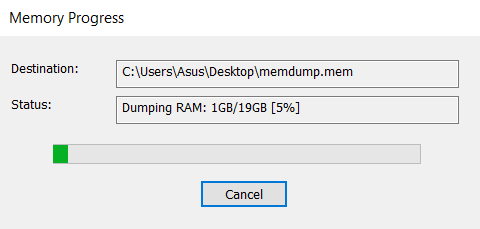 Memory Progress
Destination: C:\Users\Asus\Desktop\memdump.mem
Status: Dumping RAM: 1GB/19GB [5%]
Cancel